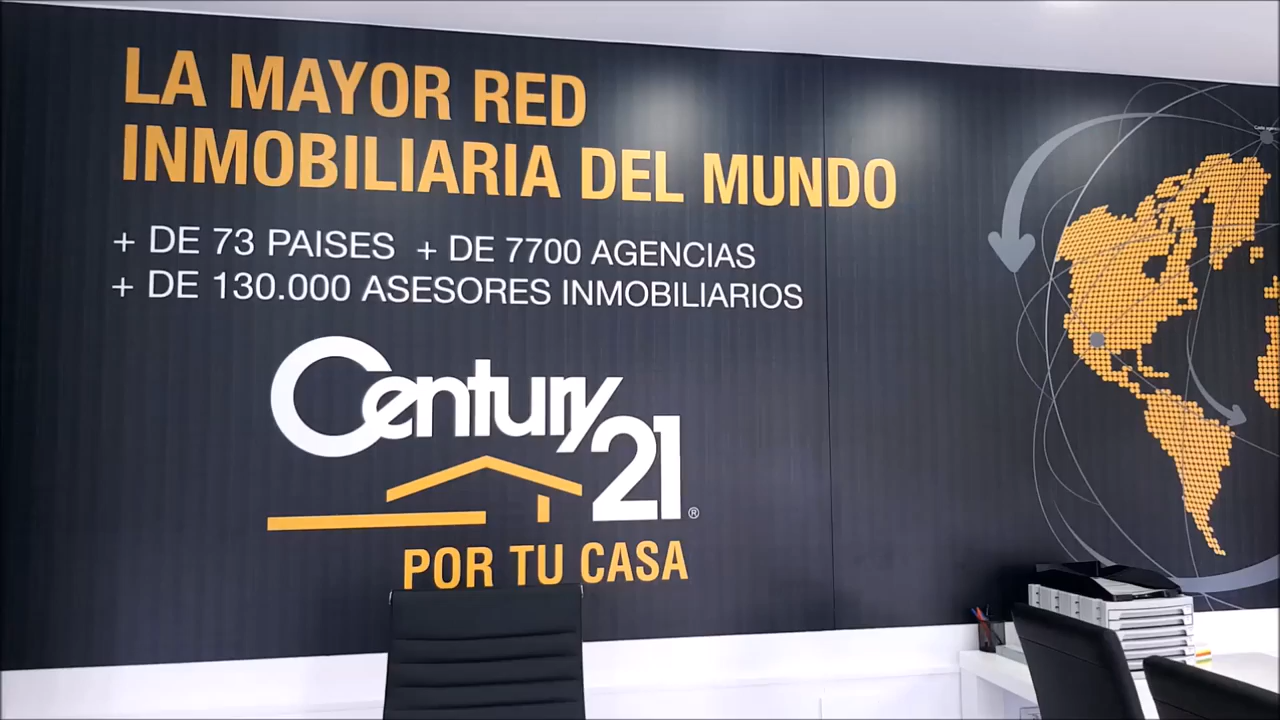 LA MAYOR RED
INMOBILIARIA DEL MUNDO
+ DE 73 PAISES + DE 7700 AGENCIAS
+ DE 130.000 ASESORES INMOBILIARIOS
Century
21®
POR TU CASA